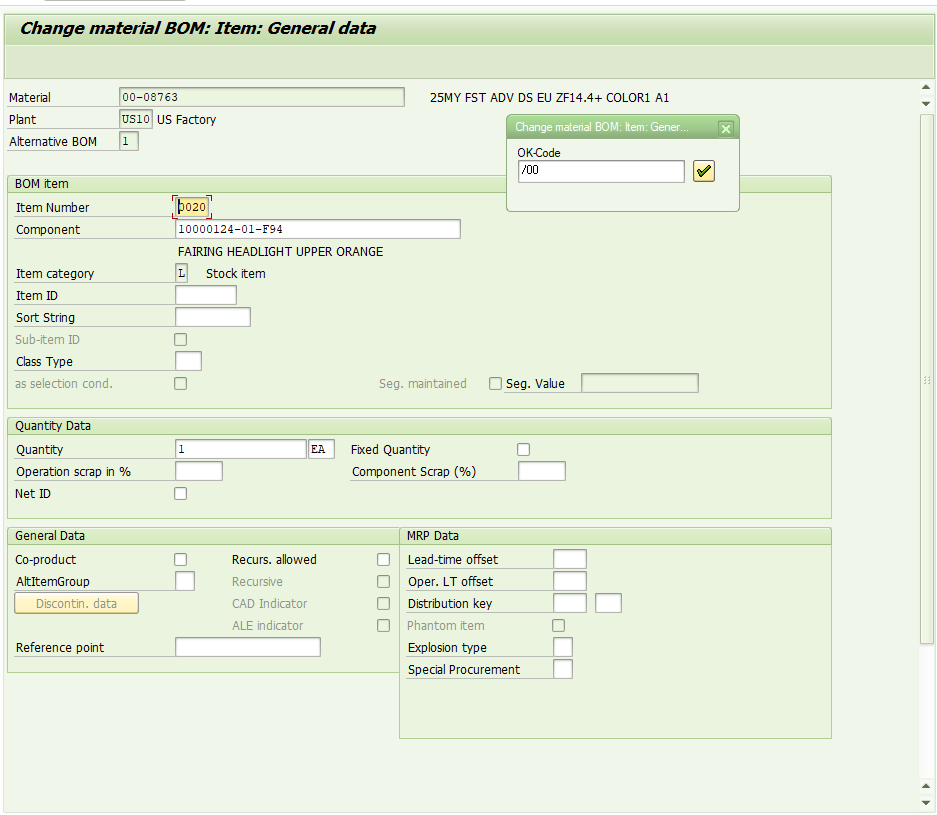 Change material BOM: Item: General data
Material 00-08763 25MY FST ADV DS EU ZF14.4+ COLOR1 A1
Plant US10 US Factory
Alternative BOM 1
Change material BOM: Item: Gener...
OK-Code
/00
BOM item
Item Number 0020
Component 10000124-01-F94
FAIRING HEADLIGHT UPPER ORANGE
Item category L Stock item
Item ID
Sort String
Sub-item ID
Class Type
as selection cond. Seg. maintained Seg. Value
Quantity Data
Quantity 1 EA Fixed Quantity
Operation scrap in % Component Scrap (%)
Net ID
General Data
Co-product Recurs. allowed
AltItemGroup Recursive
Discontin. data CAD Indicator
ALE indicator
Reference point
MRP Data
Lead-time offset
Oper. LT offset
Distribution key
Phantom item
Explosion type
Special Procurement